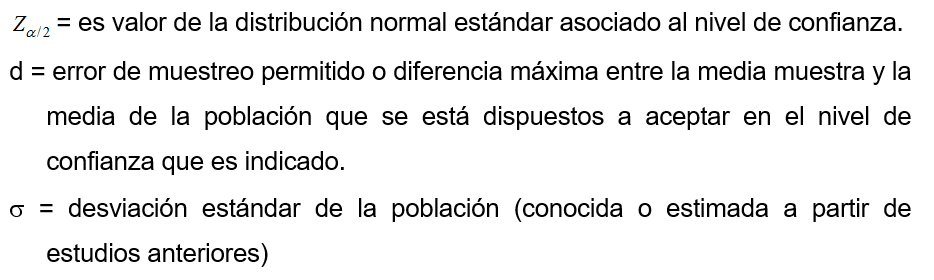 Z α/2 = es valor de la distribución normal estándar asociado al nivel de confianza.
d = error de muestreo permitido o diferencia máxima entre la media muestra y la
media de la población que se está dispuestos a aceptar en el nivel de
confianza que es indicado.
σ = desviación estándar de la población (conocida o estimada a partir de
estudios anteriores)